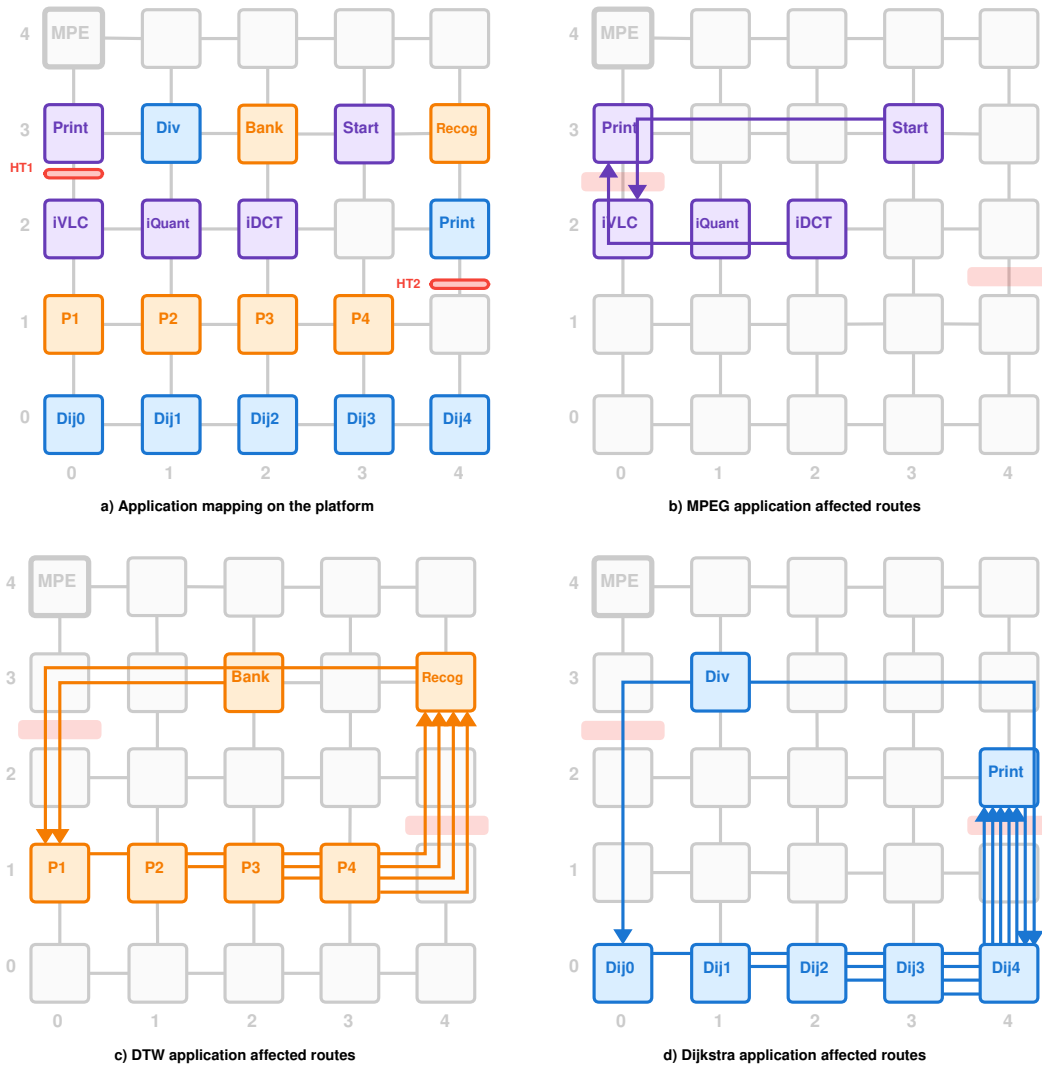 4 MPE
3 Print Div Bank Start Recog
HT1
2 iVLC iQuant iDCT Print
HT2
1 P1 P2 P3 P4
0 Dij0 Dij1 Dij2 Dij3 Dij4
0 1 2 3 4
a) Application mapping on the platform
4 MPE
3 Print Start
2 iVLC iQuant iDCT
1
0
0 1 2 3 4
b) MPEG application affected routes
4 MPE
3 Bank Recog
2
1 P1 P2 P3 P4
0
0 1 2 3 4
c) DTW application affected routes
4 MPE
3 Div
2 Print
1
0 Dij0 Dij1 Dij2 Dij3 Dij4
0 1 2 3 4
d) Dijkstra application affected routes